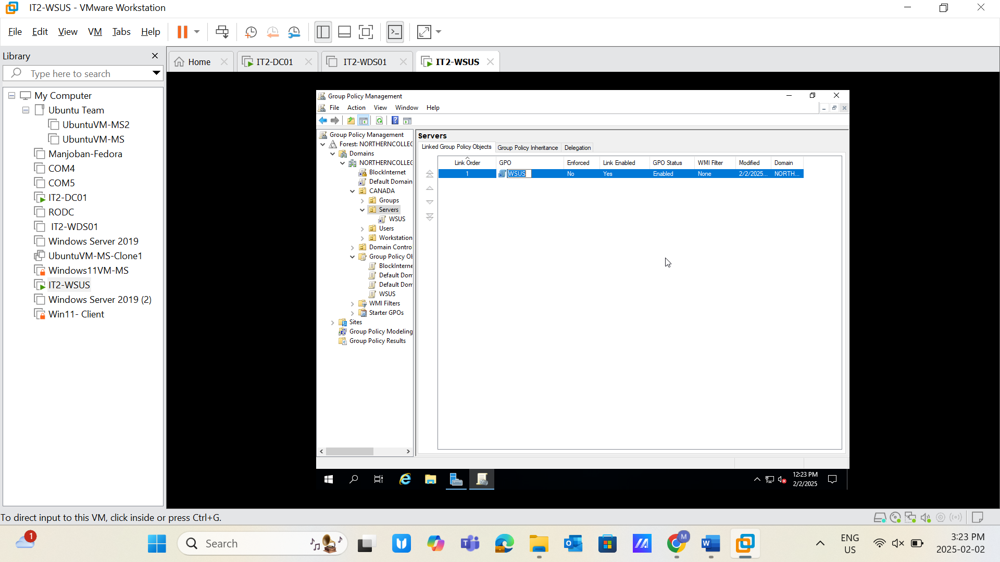 IT2-WSUS - VMware Workstation
File Edit View VM Tabs Help
Library
Type here to search
My Computer
Ubuntu Team
UbuntuVM-MS2
UbuntuVM-MS
Manjoban-Fedora
COM4
COM5
IT2-DC01
RODC
IT2-WDS01
Windows Server 2019
UbuntuVM-MS-Clone1
Windows11VM-MS
IT2-WSUS
Windows Server 2019 (2)
Win11- Client
Home IT2-DC01 IT2-WDS01 IT2-WSUS
Group Policy Management
File Action View Window Help
Group Policy Management
Forest: NORTHERNCOLLEG
Domains
NORTHERNCOLLEG
BlockInternet
Default Domain
CANADA
Groups
Servers
WSUS
Users
Workstation
Domain Contro
Group Policy Ob
BlockInterne
Default Dom
Default Dom
WSUS
WMI Filters
Starter GPOs
Sites
Group Policy Modeling
Group Policy Results
Servers
Linked Group Policy Objects Group Policy Inheritance Delegation
Link Order GPO Enforced Link Enabled GPO Status WMI Filter Modified Domain
1 WSUS No Yes Enabled None 2/2/2025... NORTH...
12:23 PM
2/2/2025
To direct input to this VM, click inside or press Ctrl+G.
1
Search
M
ENG
US
3:23 PM
2025-02-02